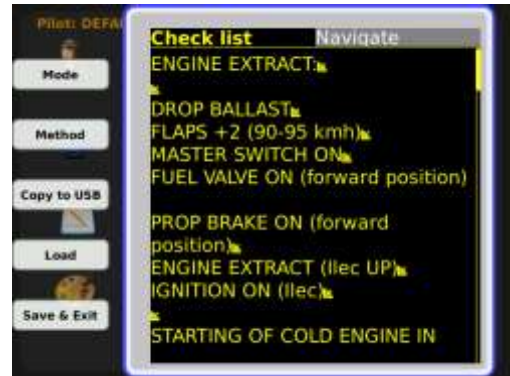 Pilot: DEFA
Check list
Navigate
Mode
Method
Copy to USB
Load
Save & Exit
ENGINE EXTRACT:
DROP BALLAST
FLAPS +2 (90-95 kmh)
MASTER SWITCH ON
FUEL VALVE ON (forward position)
PROP BRAKE ON (forward
position)
ENGINE EXTRACT (Ilec UP)
IGNITION ON (Ilec)
STARTING OF COLD ENGINE IN